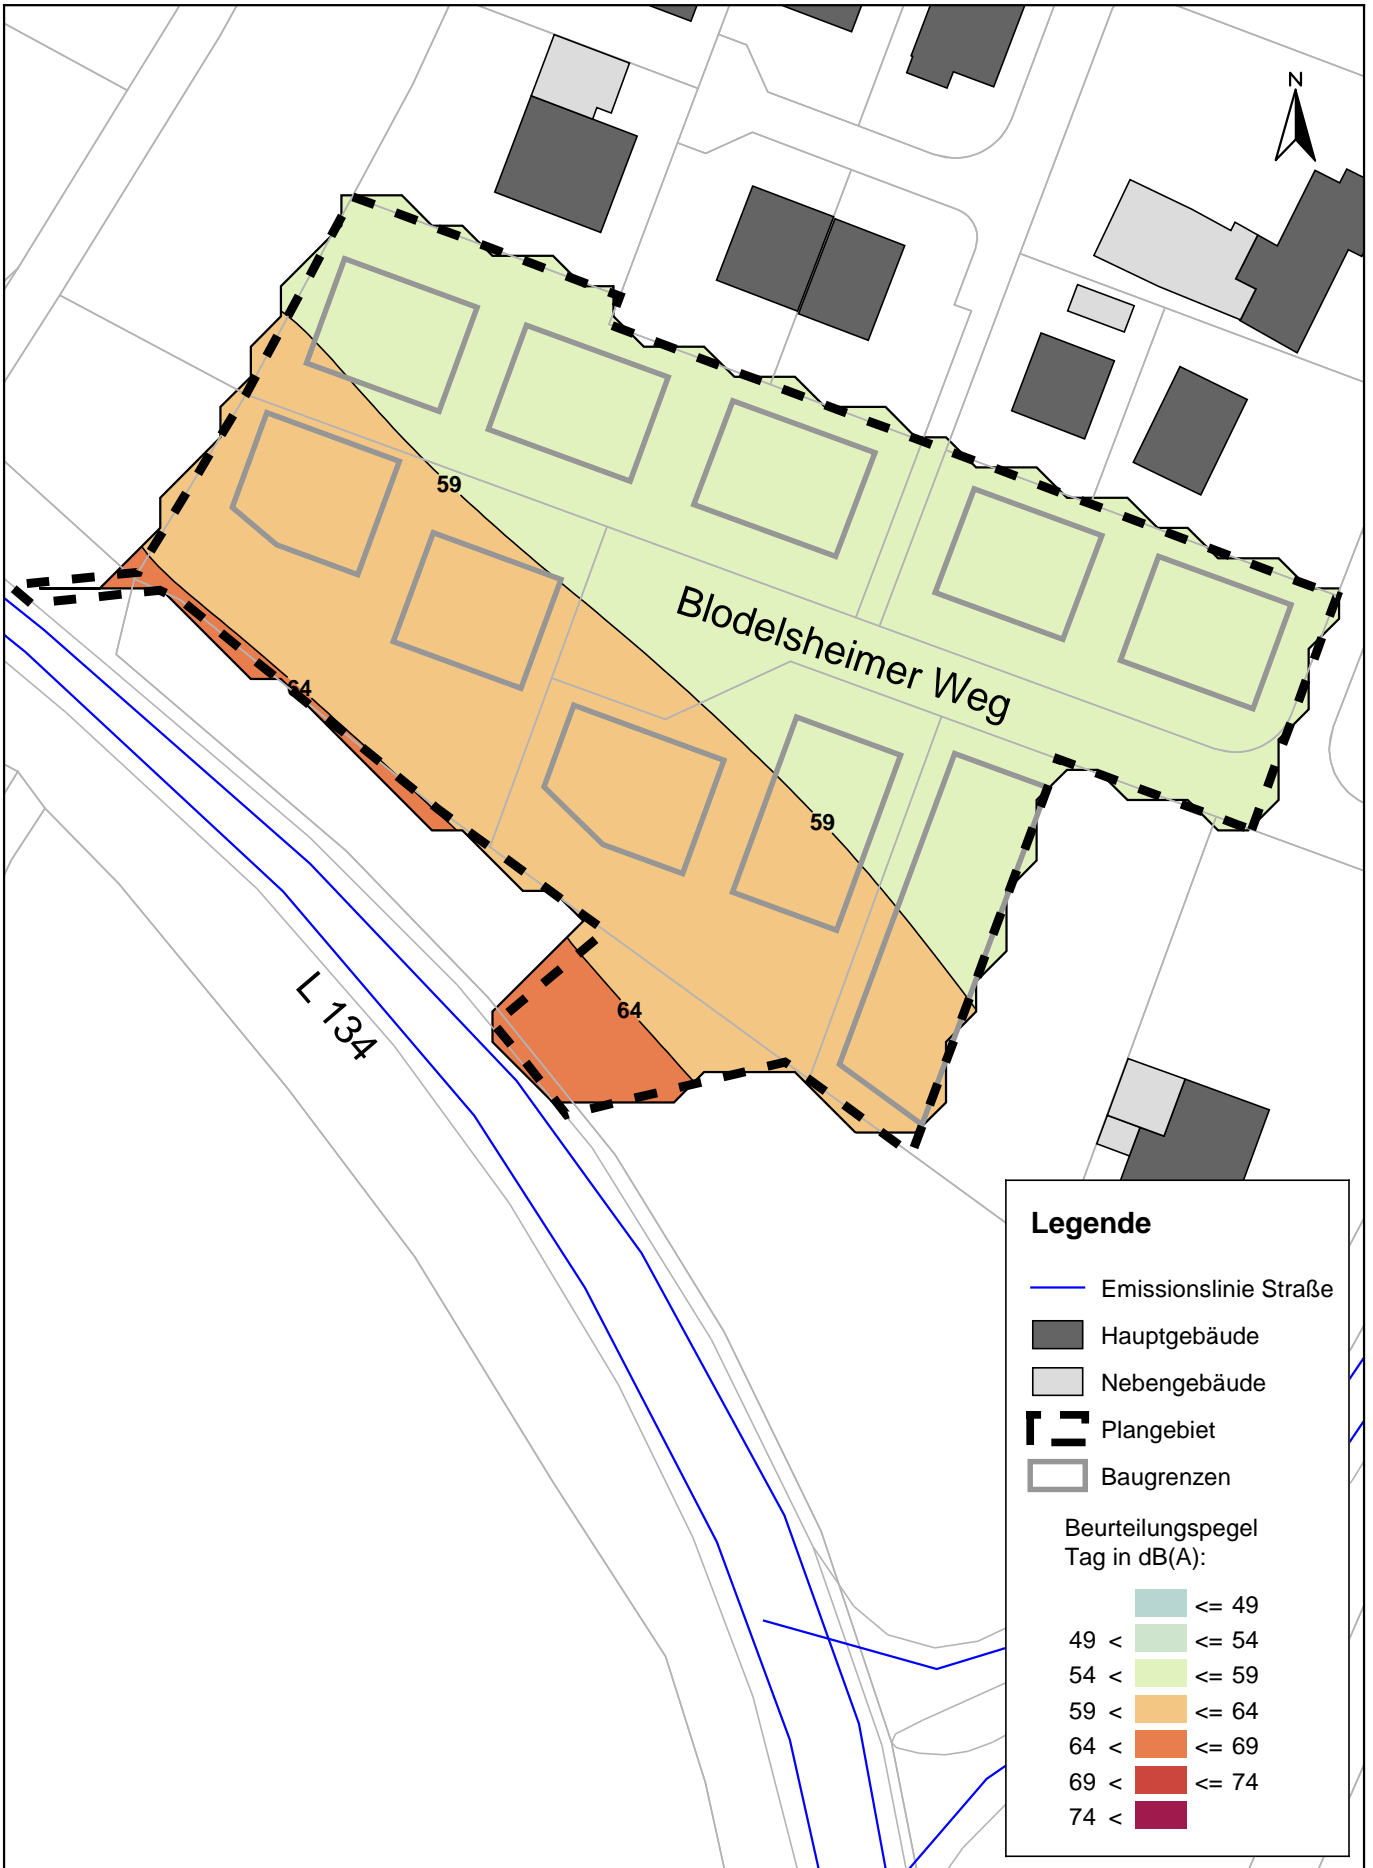 N
59
Blodelsheimer Weg
64
59
L 134
64
Legende
Emissionslinie Straße
Hauptgebäude
Nebengebäude
Plangebiet
Baugrenzen
Beurteilungspegel
Tag in dB(A):
<= 49
49 < <= 54
54 < <= 59
59 < <= 64
64 < <= 69
69 < <= 74
74 <